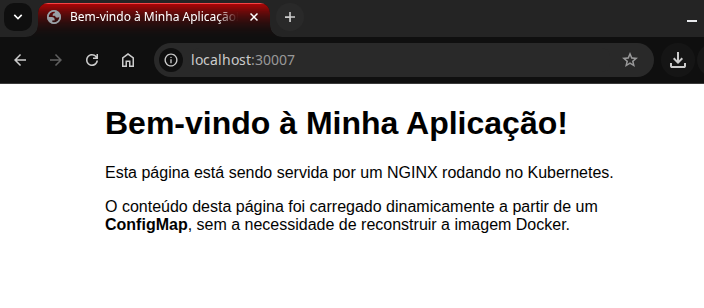 Bem-vindo à Minha Aplicação
localhost:30007
Bem-vindo à Minha Aplicação!
Esta página está sendo servida por um NGINX rodando no Kubernetes.
O conteúdo desta página foi carregado dinamicamente a partir de um
ConfigMap, sem a necessidade de reconstruir a imagem Docker.